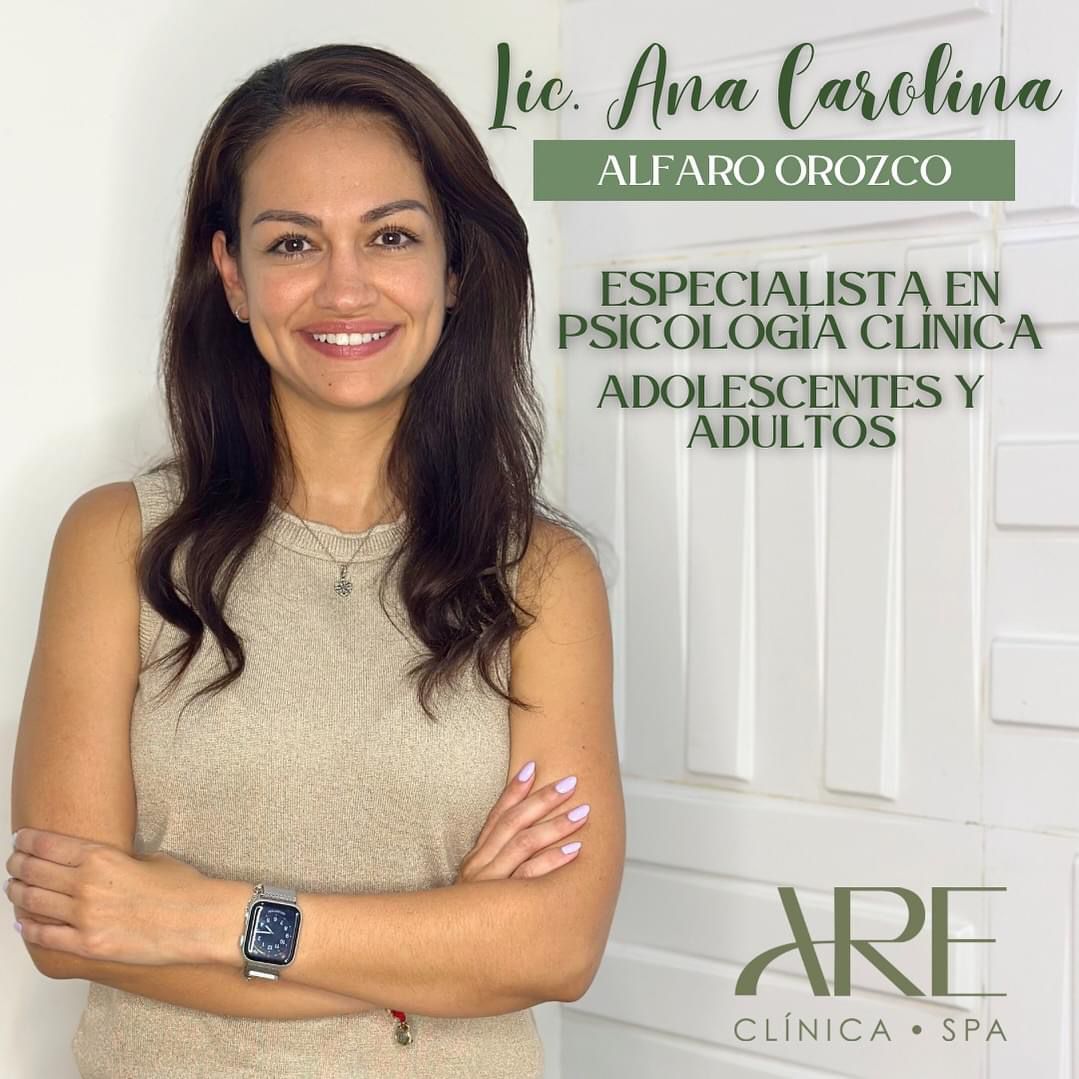 Lic. Ana Carolina
ALFARO OROZCO
ESPECIALISTA EN
PSICOLOGÍA CLÍNICA
ADOLESCENTES Y
ADULTOS
ARE
CLÍNICA • SPA